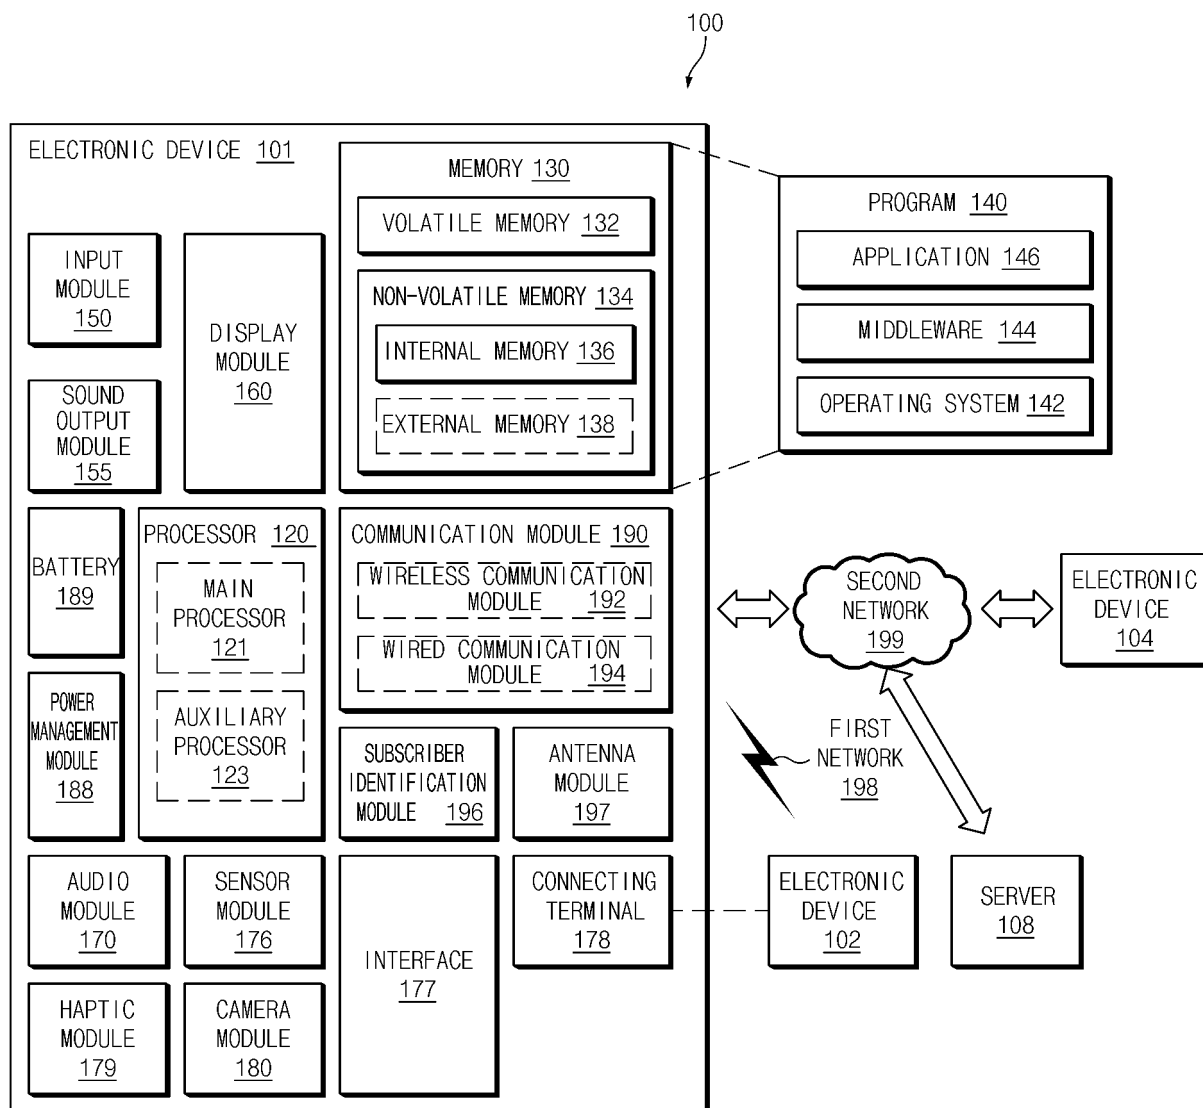 100
ELECTRONIC DEVICE 101
MEMORY 130
VOLATILE MEMORY 132
NON-VOLATILE MEMORY 134
INTERNAL MEMORY 136
EXTERNAL MEMORY 138
PROGRAM 140
APPLICATION 146
MIDDLEWARE 144
OPERATING SYSTEM 142
INPUT
MODULE
150
DISPLAY
MODULE
160
SOUND
OUTPUT
MODULE
155
BATTERY
189
PROCESSOR 120
MAIN
PROCESSOR
121
AUXILIARY
PROCESSOR
123
COMMUNICATION MODULE 190
WIRELESS COMMUNICATION
MODULE 192
WIRED COMMUNICATION
MODULE 194
SECOND
NETWORK
199
ELECTRONIC
DEVICE
104
POWER
MANAGEMENT
MODULE
188
SUBSCRIBER
IDENTIFICATION
MODULE 196
ANTENNA
MODULE
197
FIRST
NETWORK
198
AUDIO
MODULE
170
SENSOR
MODULE
176
INTERFACE
177
CONNECTING
TERMINAL
178
ELECTRONIC
DEVICE
102
SERVER
108
HAPTIC
MODULE
179
CAMERA
MODULE
180